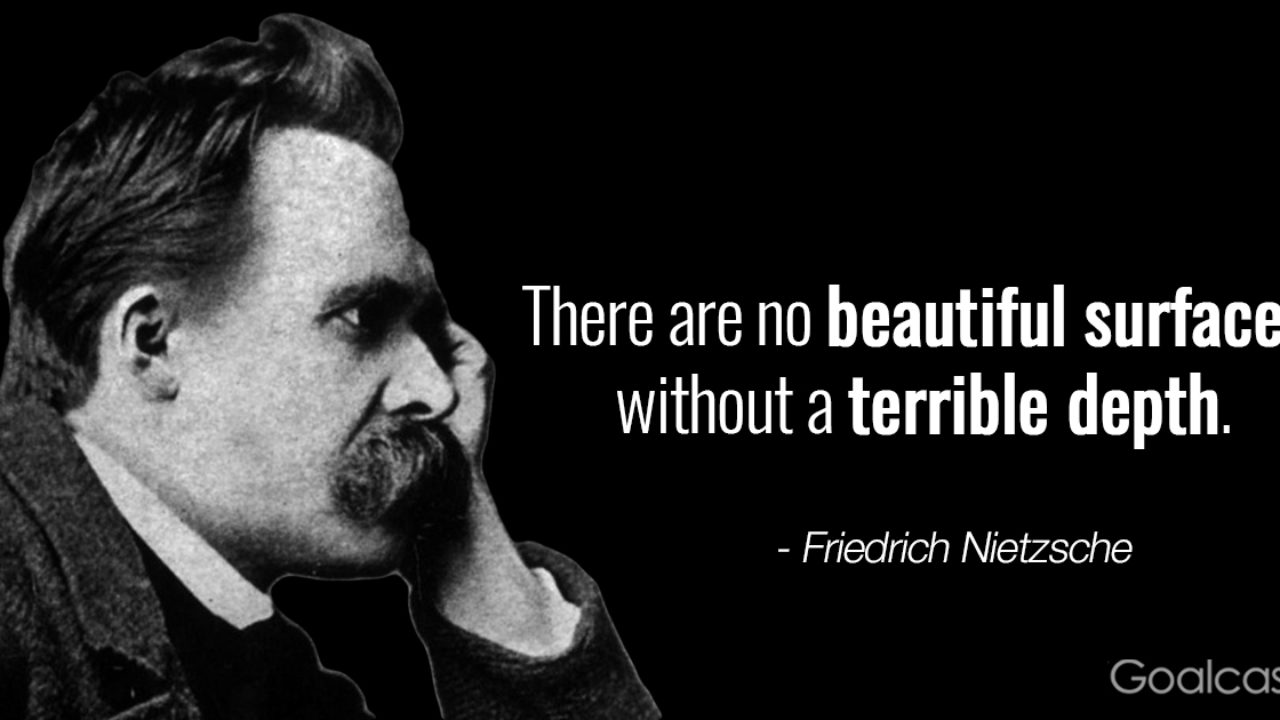 There are no beautiful surface
without a terrible depth.
- Friedrich Nietzsche
Goalcas